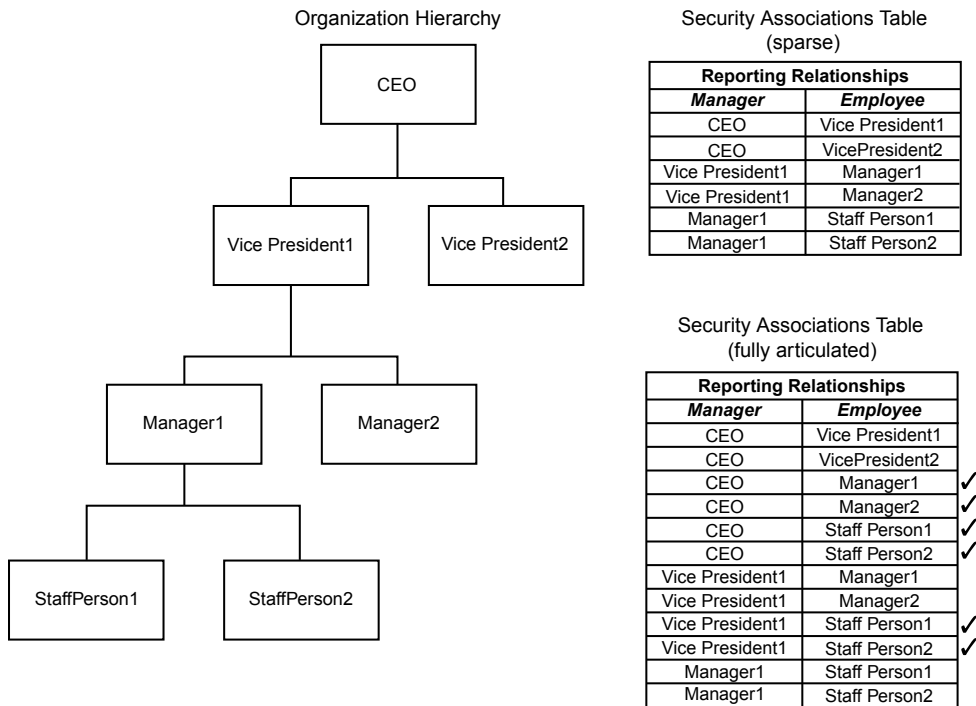 Organization Hierarchy
CEO
Vice President1
Vice President2
Manager1
Manager2
StaffPerson1
StaffPerson2
Security Associations Table
(sparse)
Reporting Relationships
Manager Employee
CEO Vice President1
CEO VicePresident2
Vice President1 Manager1
Vice President1 Manager2
Manager1 Staff Person1
Manager1 Staff Person2
Security Associations Table
(fully articulated)
Reporting Relationships
Manager Employee
CEO Vice President1
CEO VicePresident2
CEO Manager1 ✓
CEO Manager2 ✓
CEO Staff Person1 ✓
CEO Staff Person2 ✓
Vice President1 Manager1
Vice President1 Manager2
Vice President1 Staff Person1 ✓
Vice President1 Staff Person2 ✓
Manager1 Staff Person1
Manager1 Staff Person2